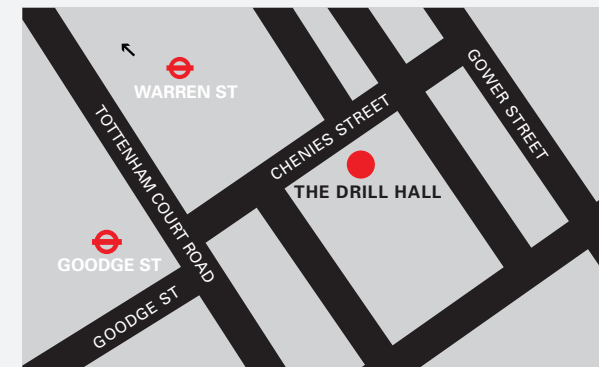 WARREN ST
TOTTENHAM COURT ROAD
CHENIES STREET
GOWER STREET
THE DRILL HALL
GOODGE ST
GOODGE ST